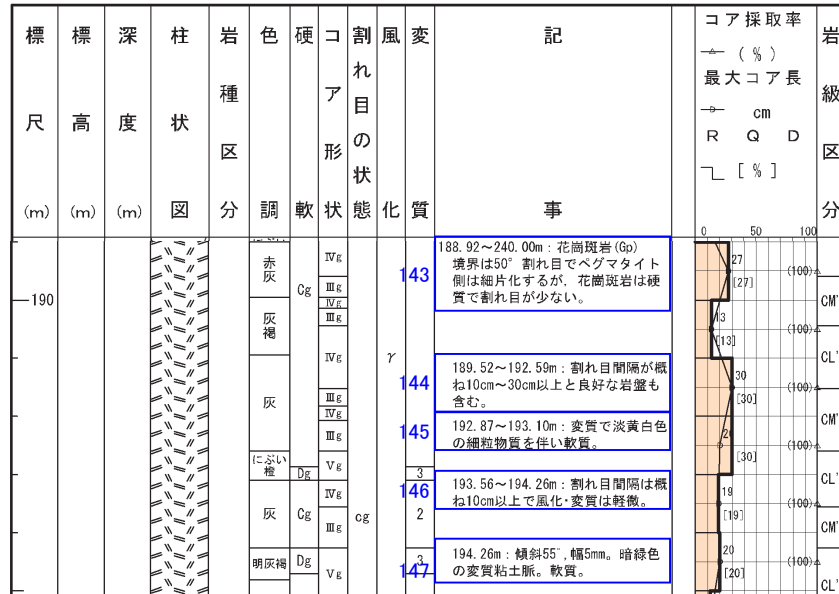 標尺(m)
標高(m)
深度(m)
柱状図
岩種区分
色調
硬軟
コア形状
割れ目の状態
風化
変質
記事
コア採取率
(%)
最大コア長
cm
RQD
[%]
岩級区分
0 50 100
190
赤灰
灰褐
灰
にぶい橙
灰
明灰褐
Cg
Dg
Cg
Dg
Ⅳg
Ⅲg
Ⅳg
Ⅲg
Ⅳg
Ⅲg
Ⅳg
Ⅲg
Ⅴg
Ⅳg
Ⅲg
Ⅴg
cg
γ
3
2
3
143
188.92~240.00m:花崗斑岩(Gp)
境界は50°割れ目でペグマタイト
側は細片化するが,花崗斑岩は硬
質で割れ目が少ない。
144
189.52~192.59m:割れ目間隔が概
ね10cm~30cm以上と良好な岩盤も
含む。
145
192.87~193.10m:変質で淡黄白色
の細粒物質を伴い軟質。
146
193.56~194.26m:割れ目間隔は概
ね10cm以上で風化・変質は軽微。
147
194.26m:傾斜55°,幅5mm。暗緑色
の変質粘土脈。軟質。
27
[27]
(100)
13
[13]
(100)
30
[30]
(100)
[30]
(100)
19
[19]
(100)
20
[20]
(100)
CM'
CL'
CM'
CL'
CM'
CL'